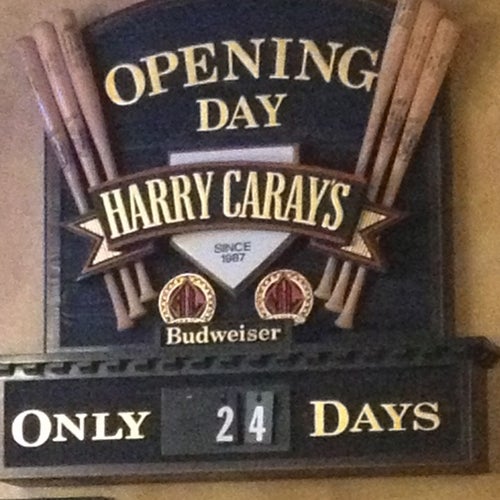 OPENING
DAY
HARRY CARAY'S
SINCE
1987
Budweiser
ONLY 24 DAYS